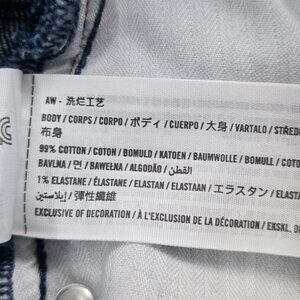 AW - 洗烂工艺
BODY / CORPS / CORPO / ボディ / CUERPO / 大身 / VARTALO / STŘED
布身
99% COTTON / COTON / BOMULD / KATOEN / BAUMWOLLE / BOMULL / COTO
BAVLNA / 면 / BAWEŁNA / ALGODÃO / القطن
1% ELASTANE / ÉLASTANE / ELASTAN / ELASTAAN / エラスタン / ELAST
إيلاستين / 彈性纖維
EXCLUSIVE OF DECORATION / À L'EXCLUSION DE LA DÉCORATION / EKSKL. D